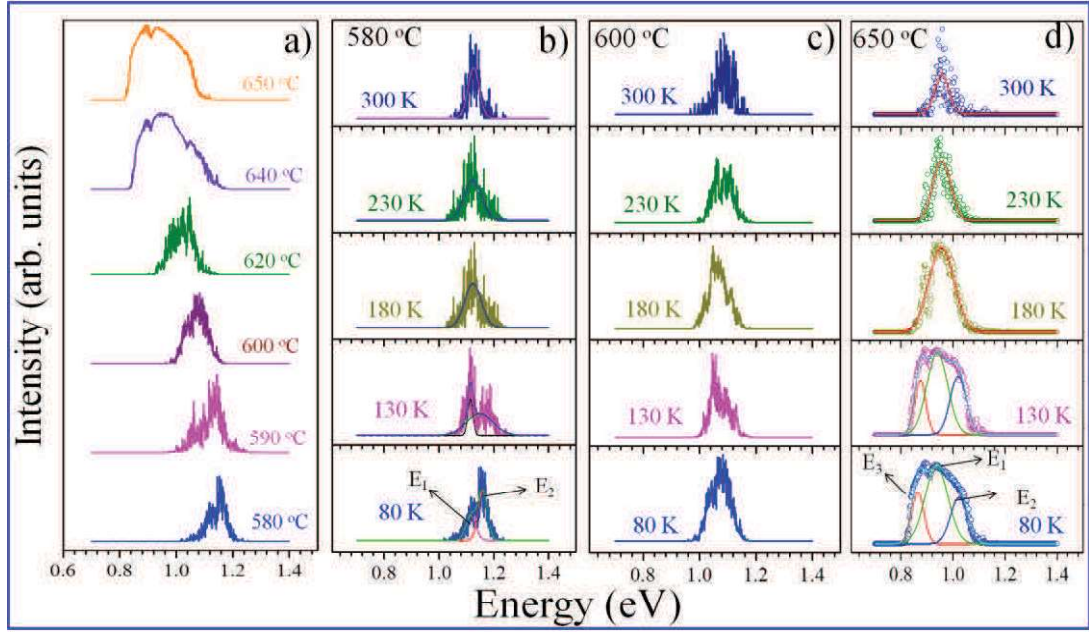 Intensity (arb. units)
a)
650 °C
640 °C
620 °C
600 °C
590 °C
580 °C
0.6 0.8 1.0 1.2 1.4
580 °C b)
300 K
230 K
180 K
130 K
E1 E2
80 K
1.0 1.2 1.4
600 °C c)
300 K
230 K
180 K
130 K
80 K
0.8 1.0 1.2 1.4
650 °C d)
300 K
230 K
180 K
130 K
E3 E1
E2
80 K
0.8 1.0 1.2 1.4
Energy (eV)